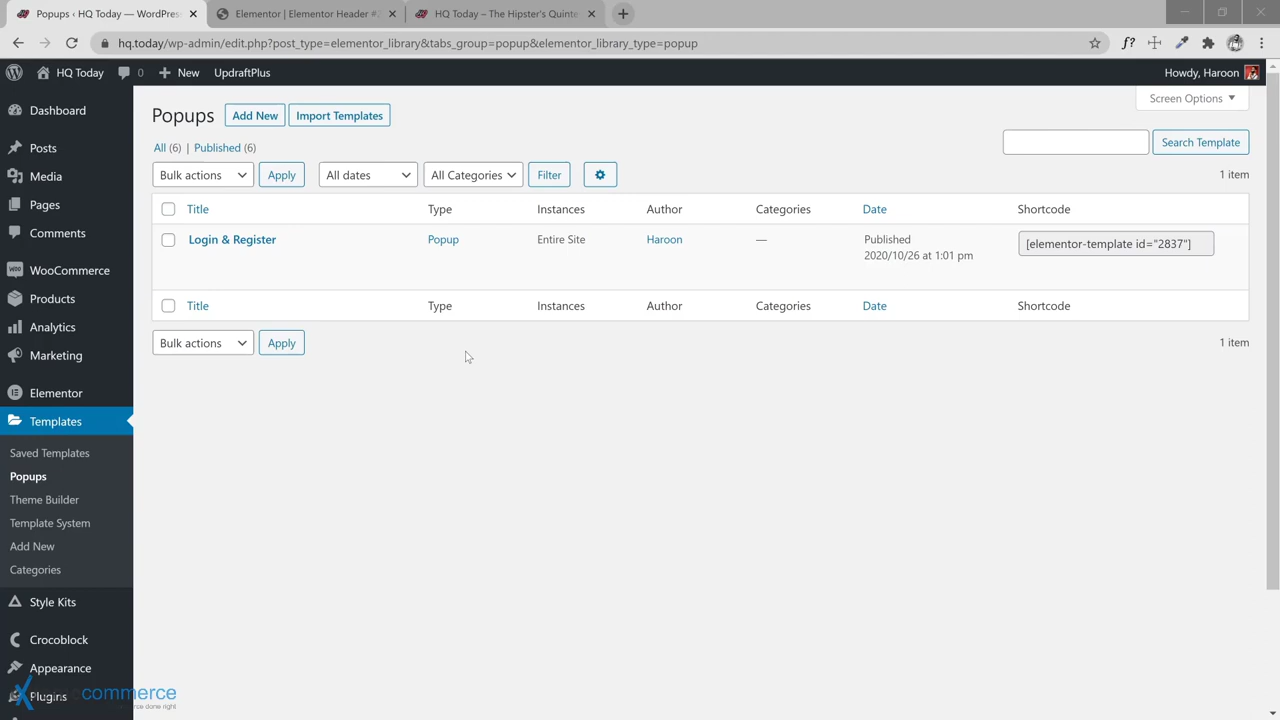 Popups ‹ HQ Today — WordPres
Elementor | Elementor Header #2
HQ Today – The Hipster's Quinte
hq.today/wp-admin/edit.php?post_type=elementor_library&tabs_group=popup&elementor_library_type=popup
f?
HQ Today
0
New
UpdraftPlus
Howdy, Haroon
Dashboard
Posts
Media
Pages
Comments
WooCommerce
Products
Analytics
Marketing
Elementor
Templates
Saved Templates
Popups
Theme Builder
Template System
Add New
Categories
Style Kits
Crocoblock
Appearance
Plugins
Popups
Add New
Import Templates
Screen Options
All (6) | Published (6)
Search Template
Bulk actions
Apply
All dates
All Categories
Filter
1 item
Title Type Instances Author Categories Date Shortcode
Login & Register Popup Entire Site Haroon — Published [elementor-template id="2837"]
2020/10/26 at 1:01 pm
Title Type Instances Author Categories Date Shortcode
Bulk actions
Apply
1 item
commerce